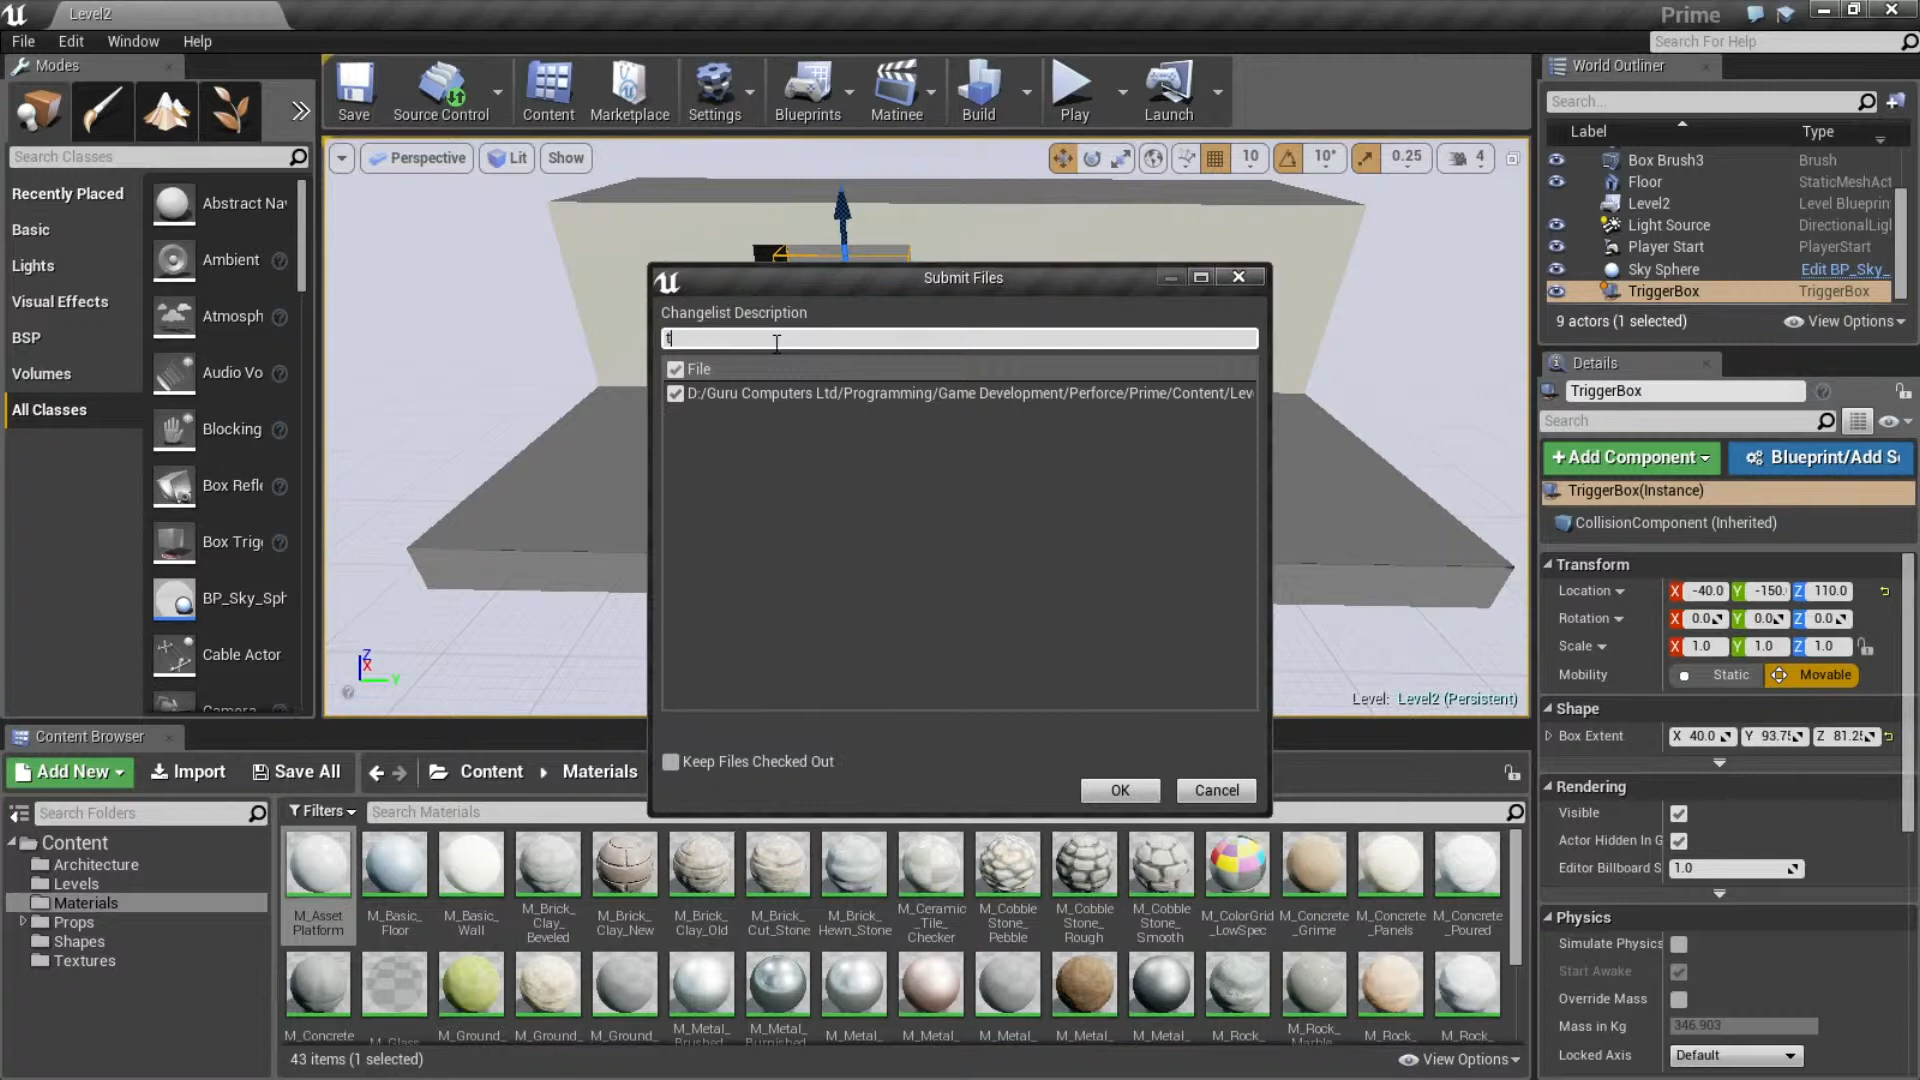 Level2
Prime
File Edit Window Help
Search For Help
Modes
Search Classes
Recently Placed
Basic
Lights
Visual Effects
BSP
Volumes
All Classes
Abstract Nav
Ambient
Atmosph
Audio Vo
Blocking
Box Refle
Box Trigg
BP_Sky_Sph
Cable Actor
Save Source Control Content Marketplace Settings Blueprints Matinee Build Play Launch
Perspective Lit Show
10 10° 0.25 4
Submit Files
Changelist Description
t
File
D:/Guru Computers Ltd/Programming/Game Development/Perforce/Prime/Content/Lev
Keep Files Checked Out
OK Cancel
Z
X
Y
Level: Level2 (Persistent)
World Outliner
Search...
Label Type
Box Brush3 Brush
Floor StaticMeshAct
Level2 Level Blueprin
Light Source DirectionalLigl
Player Start PlayerStart
Sky Sphere Edit BP_Sky_
TriggerBox TriggerBox
9 actors (1 selected) View Options
Details
TriggerBox
Search
+Add Component Blueprint/Add S
TriggerBox(Instance)
CollisionComponent (Inherited)
Transform
Location X -40.0 Y -150. Z 110.0
Rotation X 0.0 Y 0.0 Z 0.0
Scale X 1.0 Y 1.0 Z 1.0
Mobility Static Movable
Shape
Box Extent X 40.0 Y 93.75 Z 81.25
Rendering
Visible
Actor Hidden In G
Editor Billboard S 1.0
Physics
Simulate Physics
Start Awake
Override Mass
Mass in Kg 346.903
Locked Axis Default
Content Browser
Add New Import Save All Content Materials
Search Folders
Filters Search Materials
Content
Architecture
Levels
Materials
Props
Shapes
Textures
M_Asset M_Basic_ M_Basic_ M_Brick_ M_Brick_ M_Brick_ M_Brick_ M_Brick_ M_Ceramic M_Cobble M_Cobble M_Cobble M_ColorGrid M_Concrete M_Concrete M_Concrete
Platform Floor Wall Clay_ Clay_New Clay_Old Cut_Stone Hewn_Stone _Tile_ Stone_ Stone_ Stone_ _LowSpec _Grime _Panels _Poured
Beveled Checker Pebble Rough Smooth
M_Concrete M_Glass M_Ground_ M_Ground_ M_Ground_ M_Metal_ M_Metal_ M_Metal_ M_Metal_ M_Metal_ M_Metal_ M_Metal_ M_Rock_ M_Rock_ M_Rock_ M_Rock_
Brushed Burnished Marble
43 items (1 selected)
View Options